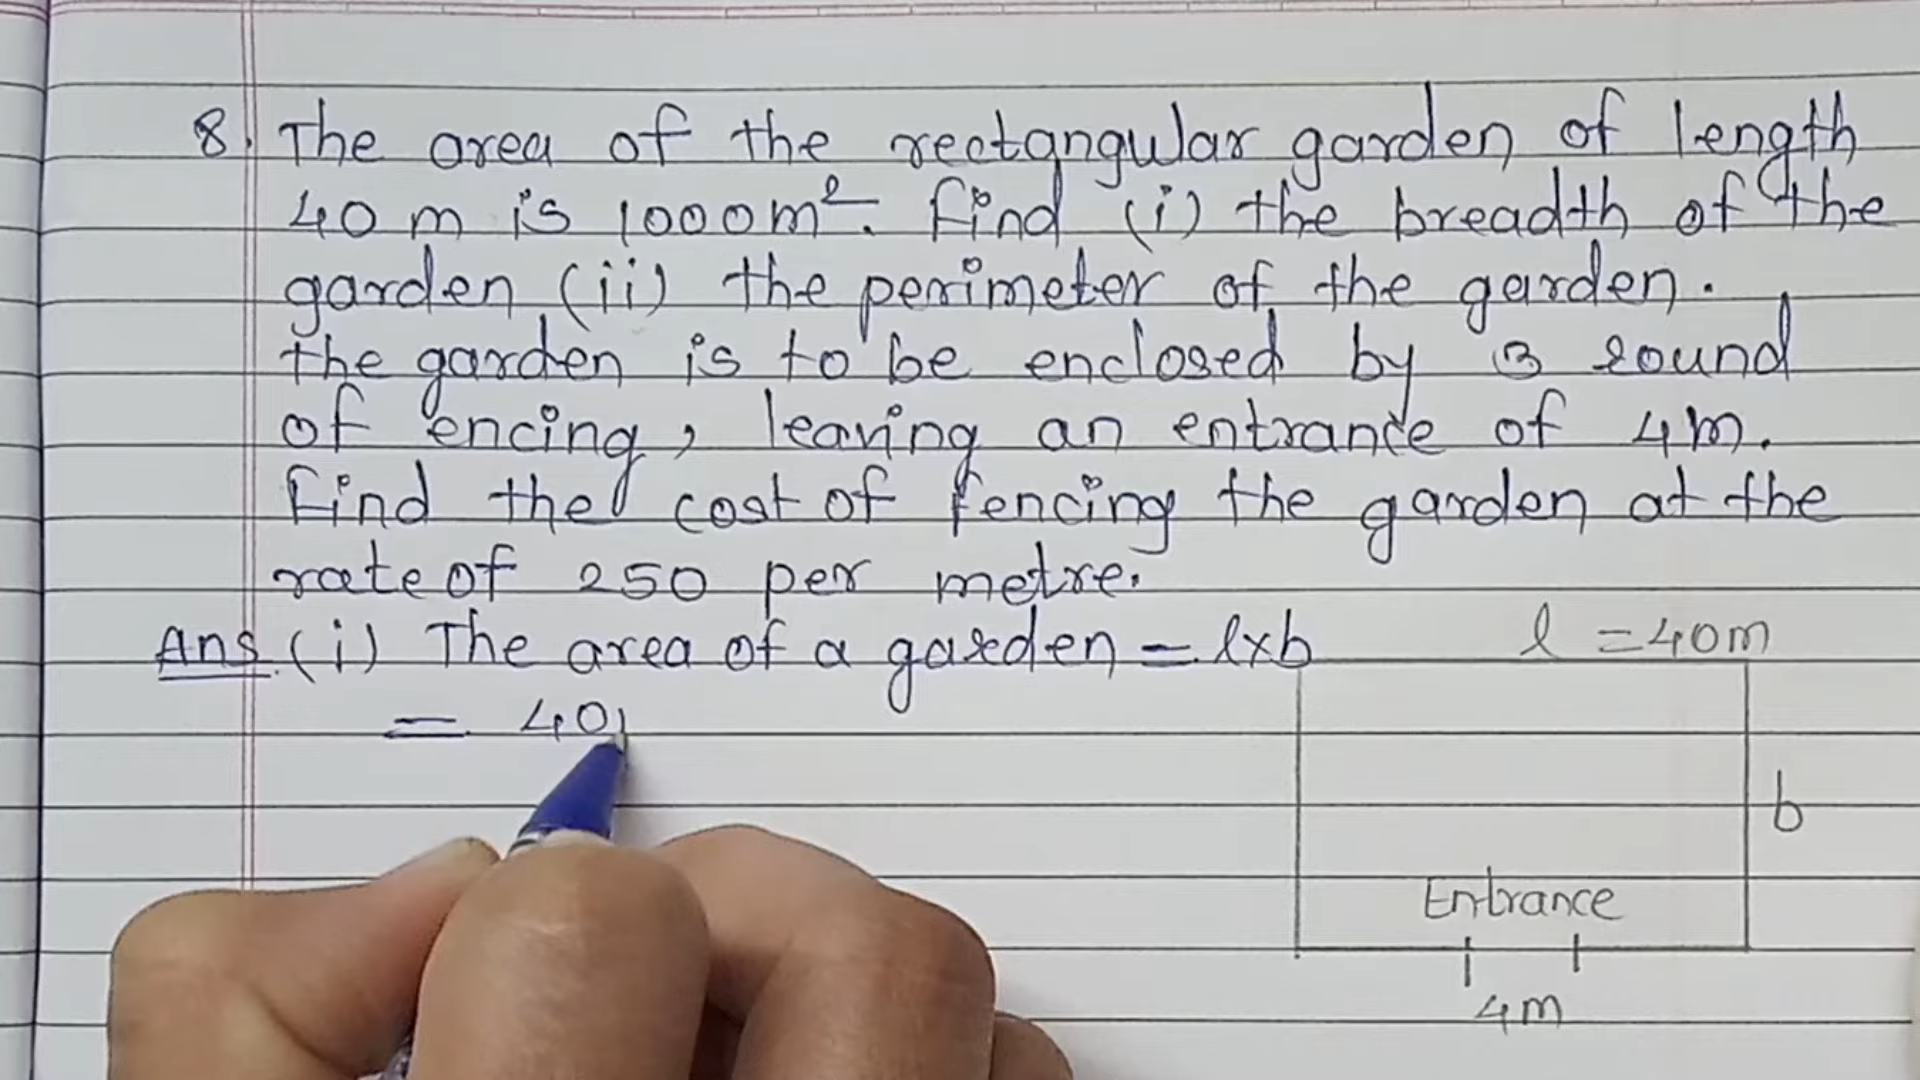 8. The area of the rectangular garden of length
40 m is 1000m². Find (i) the breadth of the
garden (ii) the perimeter of the garden.
the garden is to be enclosed by 3 round
of encing, leaving an entrance of 4m.
Find the cost of fencing the garden at the
rate of 250 per metre.
Ans. (i) The area of a garden = l×b
= 40
l = 40m
b
Entrance
4m